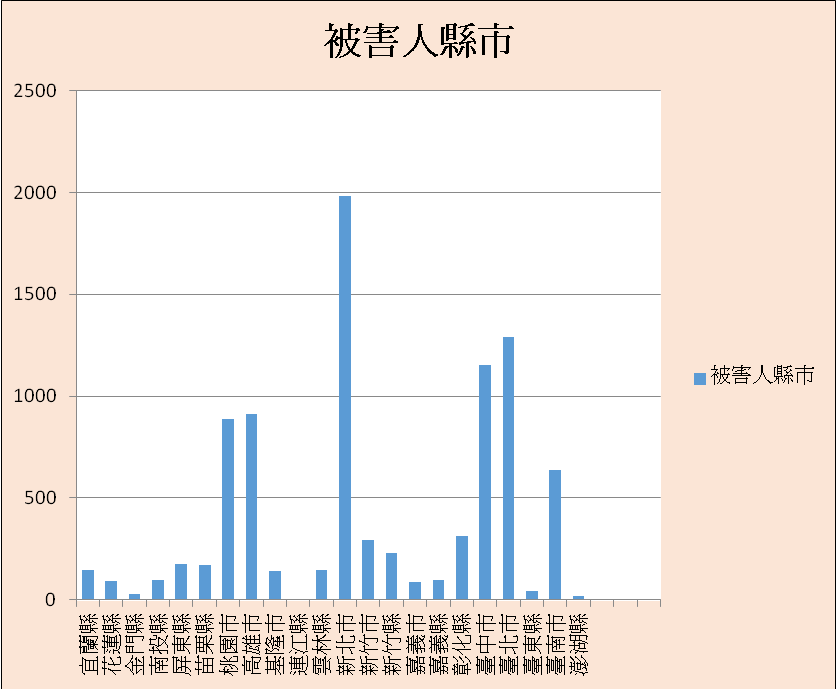 被害人縣市
2500
2000
1500
1000
500
0
宜蘭縣
花蓮縣
金門縣
南投縣
屏東縣
苗栗縣
桃園市
高雄市
基隆市
連江縣
雲林縣
新北市
新竹市
新竹縣
嘉義市
嘉義縣
彰化縣
臺中市
臺北市
臺東縣
臺南市
澎湖縣
被害人縣市